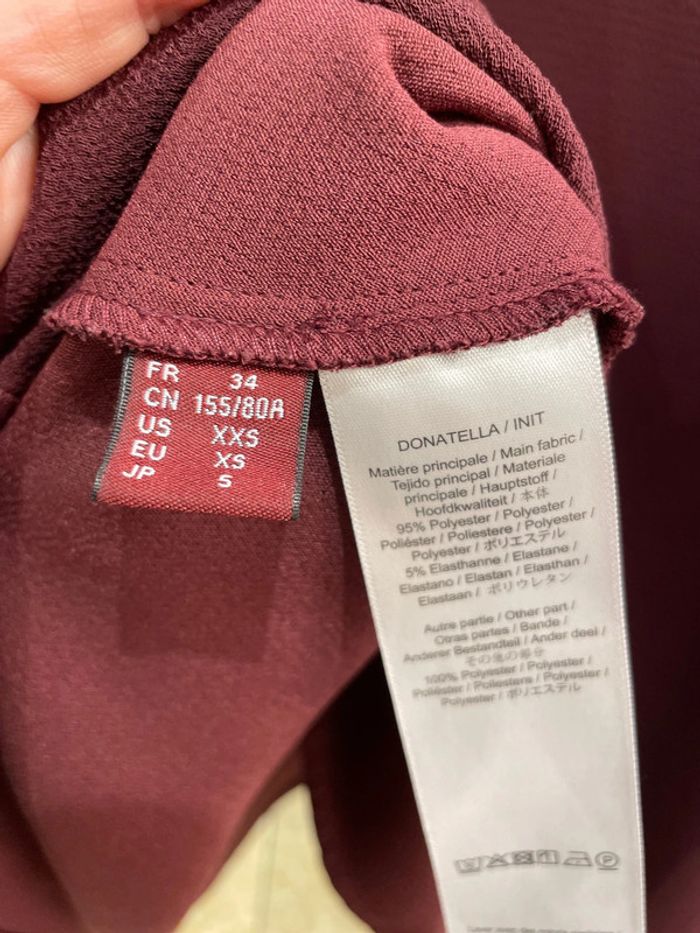 FR 34
CN 155/80A
US XXS
EU XS
JP S
DONATELLA / INIT
Matière principale / Main fabric /
Tejido principal / Materiale
principale / Hauptstoff /
Hoofdkwaliteit / 本体
95% Polyester / Polyester /
Poliéster / Poliestere / Polyester /
Polyester / ポリエステル
5% Elasthanne / Elastane /
Elastano / Elastan / Elasthan /
Elastaan / ポリウレタン
Autre partie / Other part /
Otras partes / Bande /
Anderer Bestandteil / Ander deel /
その他の部分
100% Polyester / Polyester /
Poliéster / Poliestere / Polyester /
Polyester / ポリエステル